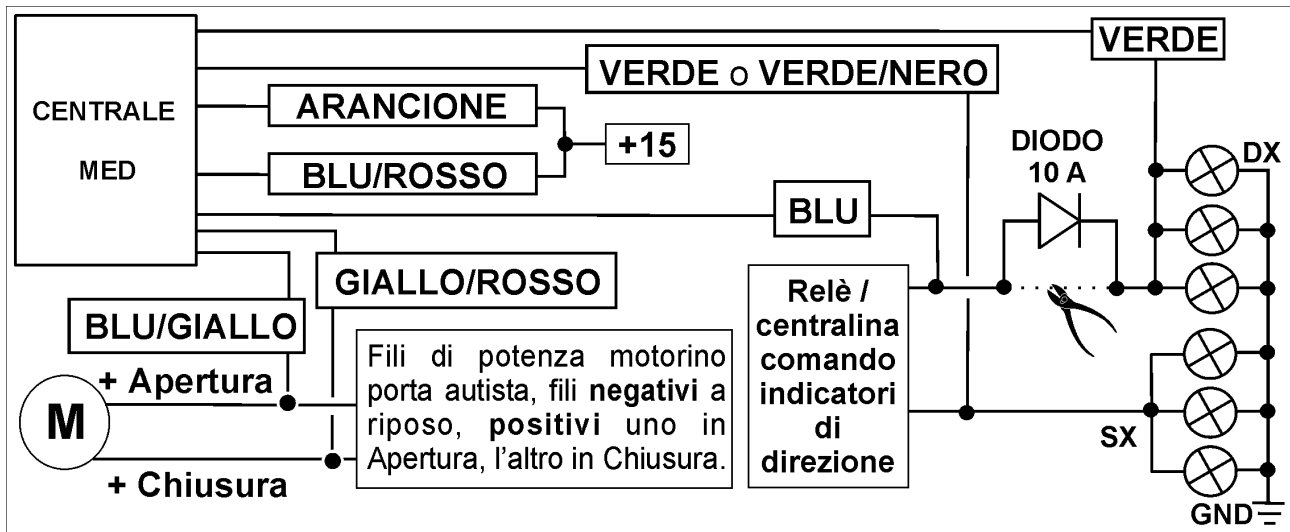 VERDE
VERDE o VERDE/NERO
CENTRALE
MED
ARANCIONE
+15
BLU/ROSSO
DIODO
10 A
DX
BLU
GIALLO/ROSSO
BLU/GIALLO
Relè /
centralina
comando
indicatori
di
direzione
+ Apertura
Fili di potenza motorino
porta autista, fili negativi a
riposo, positivi uno in
Apertura, l'altro in Chiusura.
M
+ Chiusura
SX
GND